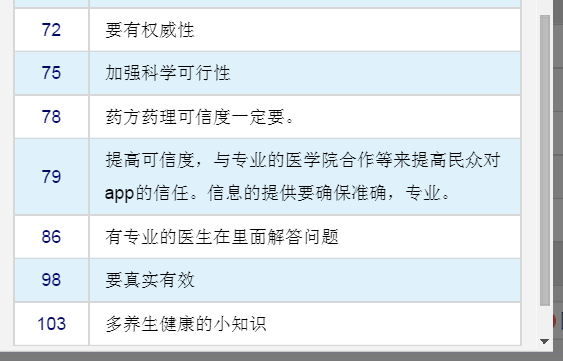 72 要有权威性
75 加强科学可行性
78 药方药理可信度一定要。
79 提高可信度，与专业的医学院合作等来提高民众对
app的信任。信息的提供要确保准确，专业。
86 有专业的医生在里面解答问题
98 要真实有效
103 多养生健康的小知识